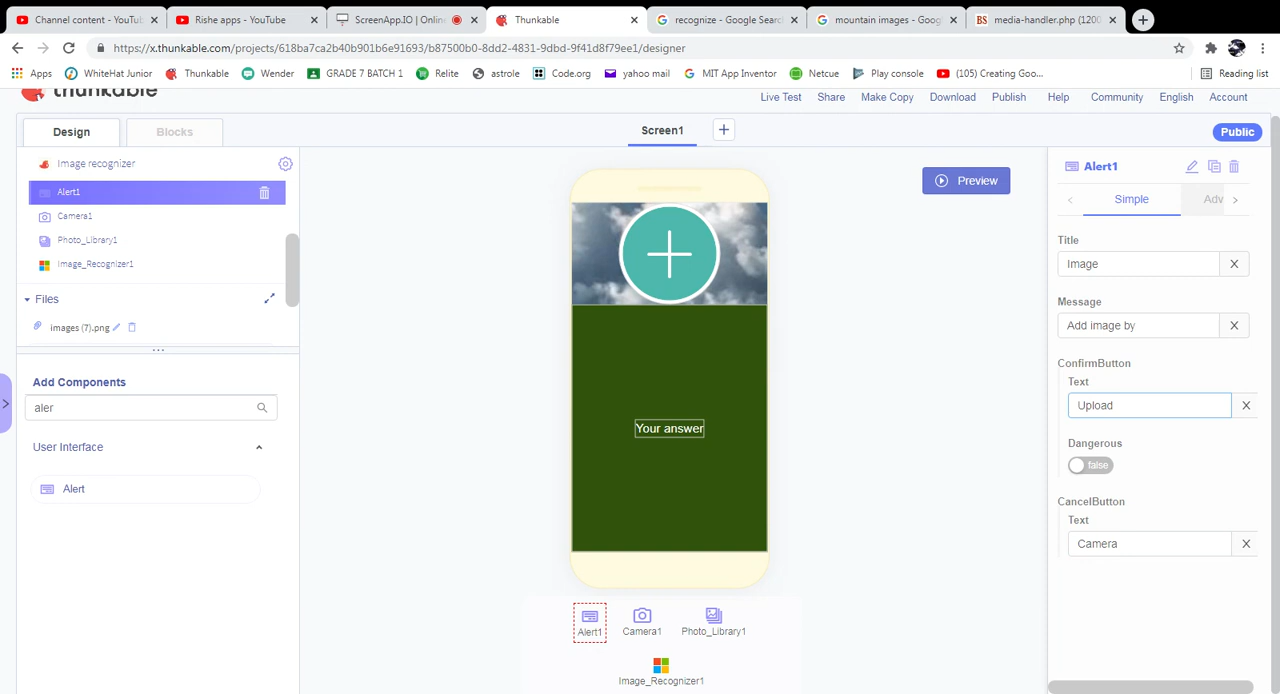 Channel content - YouTu
Rishe apps - YouTube
ScreenApp.IO | Onlin
Thunkable
recognize - Google Searc
mountain images - Goog
BS media-handler.php (1200
https://x.thunkable.com/projects/618ba7ca2b40b901b6e91693/b87500b0-8dd2-4831-9dbd-9f41d8f79ee1/designer
Apps WhiteHat Junior Thunkable Wender GRADE 7 BATCH 1 Relite astrole Code.org yahoo mail MIT App Inventor Netcue Play console (105) Creating Goo... Reading list
thunkable
Live Test Share Make Copy Download Publish Help Community English Account
Design Blocks Screen1 Public
Image recognizer
Alert1
Camera1
Photo_Library1
Image_Recognizer1
Files
images (7).png
Add Components
aler
User Interface
Alert
Preview
Your answer
Alert1 Camera1 Photo_Library1
Image_Recognizer1
Alert1
Simple Adv
Title
Image X
Message
Add image by X
ConfirmButton
Text
Upload X
Dangerous
false
CancelButton
Text
Camera X